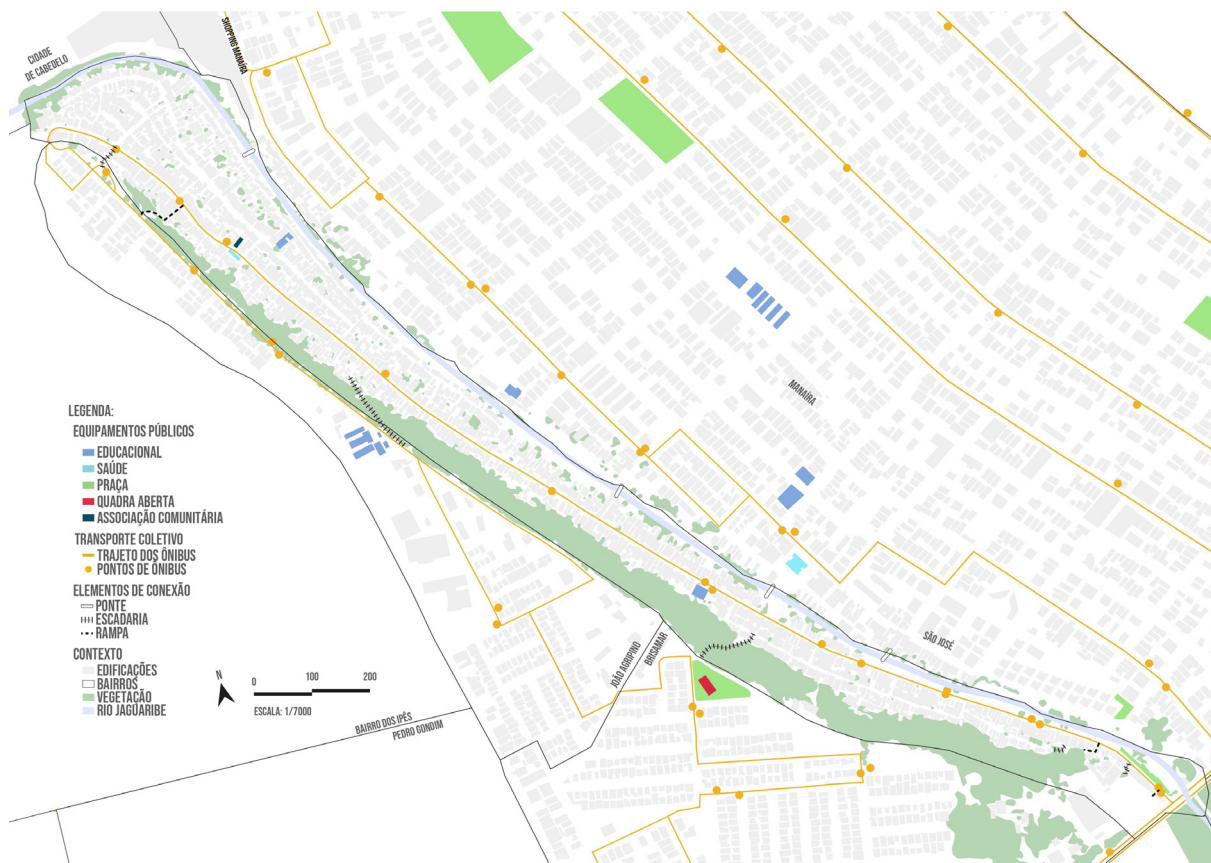 CIDADE
DE CABEDELO
SHOPPING MANAÍRA
MANAÍRA
LEGENDA:
EQUIPAMENTOS PÚBLICOS
EDUCACIONAL
SAÚDE
PRAÇA
QUADRA ABERTA
ASSOCIAÇÃO COMUNITÁRIA
TRANSPORTE COLETIVO
TRAJETO DOS ÔNIBUS
PONTOS DE ÔNIBUS
ELEMENTOS DE CONEXÃO
PONTE
ESCADARIA
RAMPA
CONTEXTO
EDIFICAÇÕES
BAIRROS
VEGETAÇÃO
RIO JAGUARIBE
N
0 100 200
ESCALA: 1/7000
JOÃO AGRIPINO
BRISAMAR
SÃO JOSÉ
BAIRRO DOS IPÊS
PEDRO GONDIM